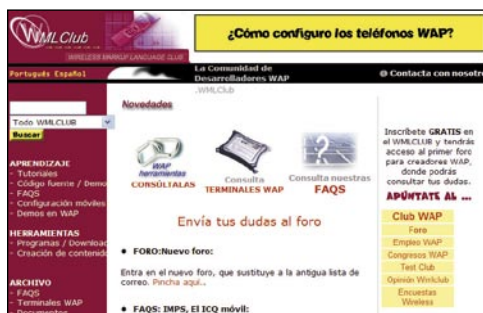 WMLClub
WIRELESS MARKUP LANGUAGE CLUB
¿Cómo configuro los teléfonos WAP?
Portugués Español
La Comunidad de
Desarrolladores WAP
.WMLClub
@ Contacta con nosotro
Todo WMLCLUB
Buscar
APRENDIZAJE
- Tutoriales
- Código fuente / Demo
- FAQS
- Configuración móviles
- Demos en WAP
HERRAMIENTAS
- Programas / Download
- Creación de contenido
ARCHIVO
- FAQS
- Terminales WAP
- Documentos
Novedades
WAP
herramientas
CONSÚLTALAS
Consulta
TERMINALES WAP
Consulta nuestras
FAQS
Envía tus dudas al foro
• FORO:Nuevo foro:
Entra en el nuevo foro, que sustituye a la antigua lista de
correo. Pincha aquí..
• FAQS: IMPS, El ICQ móvil:
Inscríbete GRATIS en
el WMLCLUB y tendrás
acceso al primer foro
para creadores WAP,
donde podrás
consultar tus dudas.
APÚNTATE AL ...
Club WAP
Foro
Empleo WAP
Congresos WAP
Test Club
Opinión Wmlclub
Encuestas
Wireless